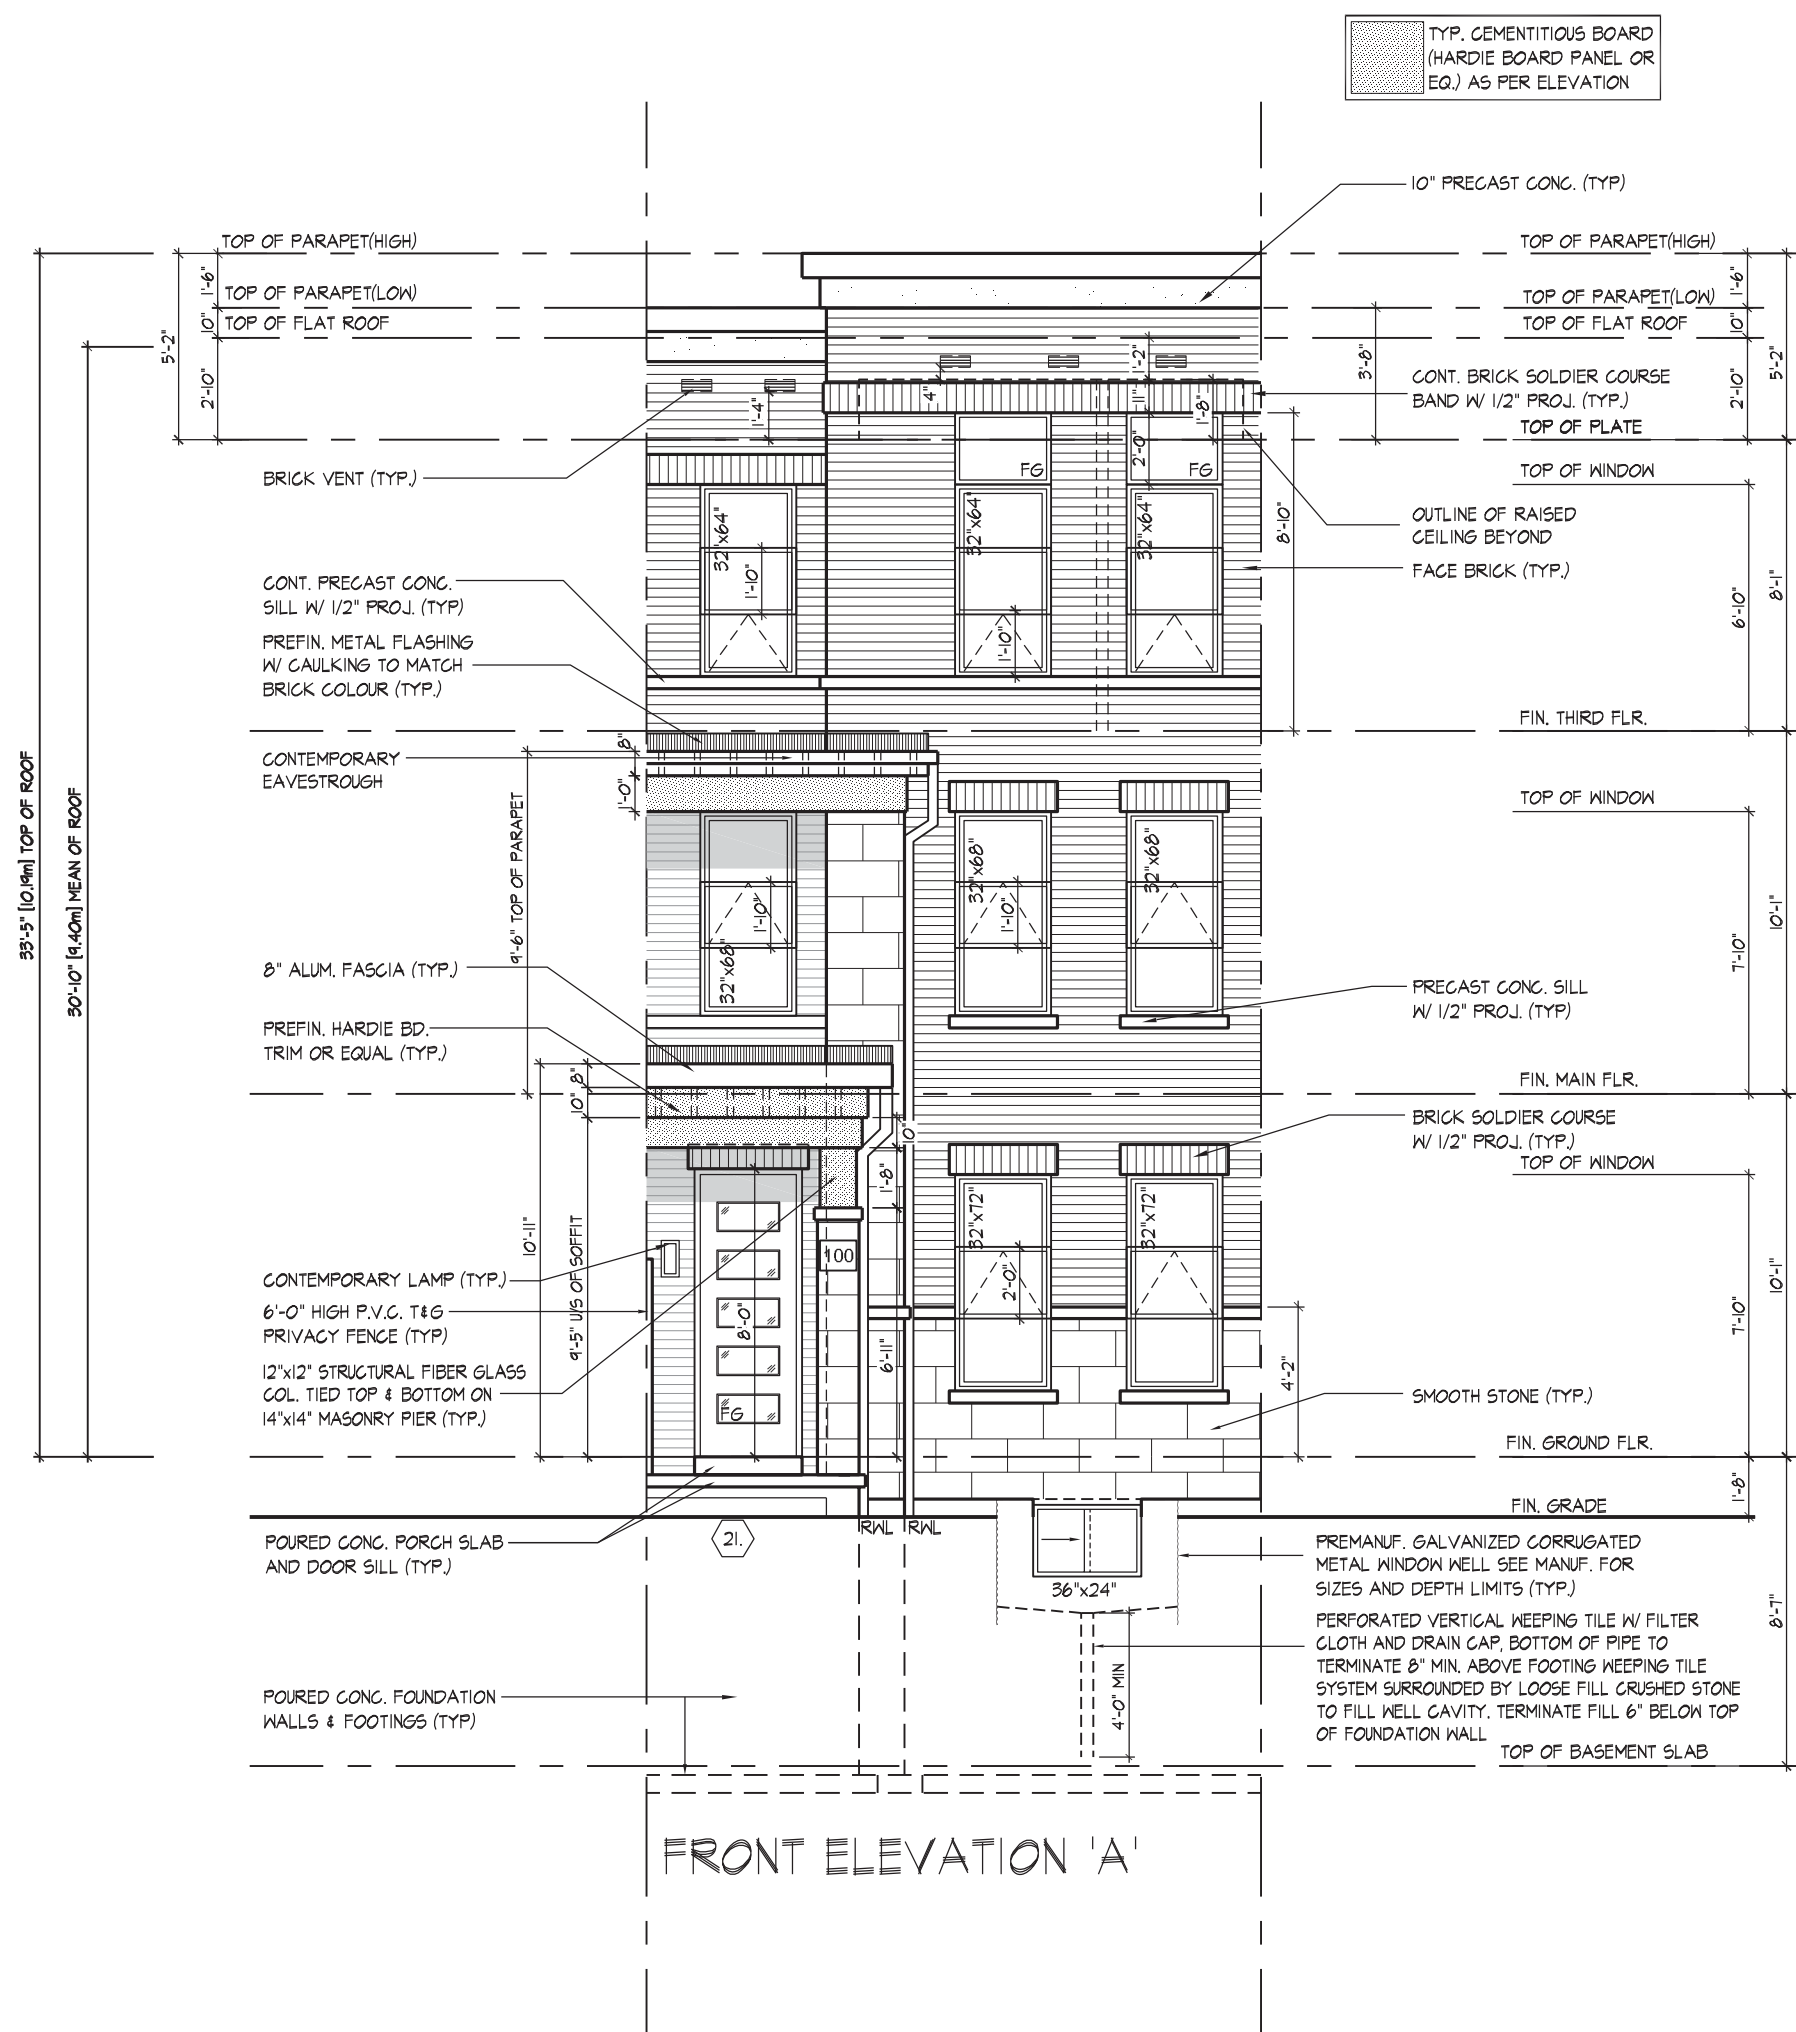 TYP. CEMENTITIOUS BOARD
(HARDIE BOARD PANEL OR
EQ.) AS PER ELEVATION
10" PRECAST CONC. (TYP)
TOP OF PARAPET(HIGH)
TOP OF PARAPET(HIGH)
1'-6"
1'-6"
TOP OF PARAPET(LOW)
TOP OF PARAPET(LOW)
10"
TOP OF FLAT ROOF
TOP OF FLAT ROOF
10"
5'-2"
2'-10"
1'-2"
3'-8"
5'-2"
2'-10"
CONT. BRICK SOLDIER COURSE
BAND W/ 1/2" PROJ. (TYP.)
1'-4"
4"
11"
1'-8"
TOP OF PLATE
2'-0"
BRICK VENT (TYP.)
FG
FG
TOP OF WINDOW
32"x64"
32"x64"
32"x64"
8'-10"
OUTLINE OF RAISED
CEILING BEYOND
FACE BRICK (TYP.)
CONT. PRECAST CONC.
SILL W/ 1/2" PROJ. (TYP)
1'-10"
1'-10"
6'-10"
8'-1"
PREFIN. METAL FLASHING
W/ CAULKING TO MATCH
BRICK COLOUR (TYP.)
FIN. THIRD FLR.
8"
CONTEMPORARY
EAVESTROUGH
1'-0"
TOP OF WINDOW
33'-5" [10.19m] TOP OF ROOF
30'-10" [9.40m] MEAN OF ROOF
9'-6" TOP OF PARAPET
32"x68"
32"x68"
32"x68"
1'-10"
1'-10"
7'-10"
10'-1"
8" ALUM. FASCIA (TYP.)
PRECAST CONC. SILL
W/ 1/2" PROJ. (TYP)
PREFIN. HARDIE BD.
TRIM OR EQUAL (TYP.)
8"
10"
FIN. MAIN FLR.
10"
BRICK SOLDIER COURSE
W/ 1/2" PROJ. (TYP.)
TOP OF WINDOW
1'-8"
10'-11"
9'-5" U/S OF SOFFIT
32"x72"
32"x72"
100
2'-0"
CONTEMPORARY LAMP (TYP.)
6'-0" HIGH P.V.C. T&G
PRIVACY FENCE (TYP)
8'-0"
6'-11"
4'-2"
7'-10"
10'-1"
12"x12" STRUCTURAL FIBER GLASS
COL. TIED TOP & BOTTOM ON
14"x14" MASONRY PIER (TYP.)
FG
SMOOTH STONE (TYP.)
FIN. GROUND FLR.
1'-8"
FIN. GRADE
POURED CONC. PORCH SLAB
AND DOOR SILL (TYP.)
21.
RWL
RWL
36"x24"
PREMANUF. GALVANIZED CORRUGATED
METAL WINDOW WELL SEE MANUF. FOR
SIZES AND DEPTH LIMITS (TYP.)
PERFORATED VERTICAL WEEPING TILE W/ FILTER
CLOTH AND DRAIN CAP, BOTTOM OF PIPE TO
TERMINATE 8" MIN. ABOVE FOOTING WEEPING TILE
SYSTEM SURROUNDED BY LOOSE FILL CRUSHED STONE
TO FILL WELL CAVITY. TERMINATE FILL 6" BELOW TOP
OF FOUNDATION WALL
8'-7"
4'-0" MIN
POURED CONC. FOUNDATION
WALLS & FOOTINGS (TYP)
TOP OF BASEMENT SLAB
FRONT ELEVATION 'A'